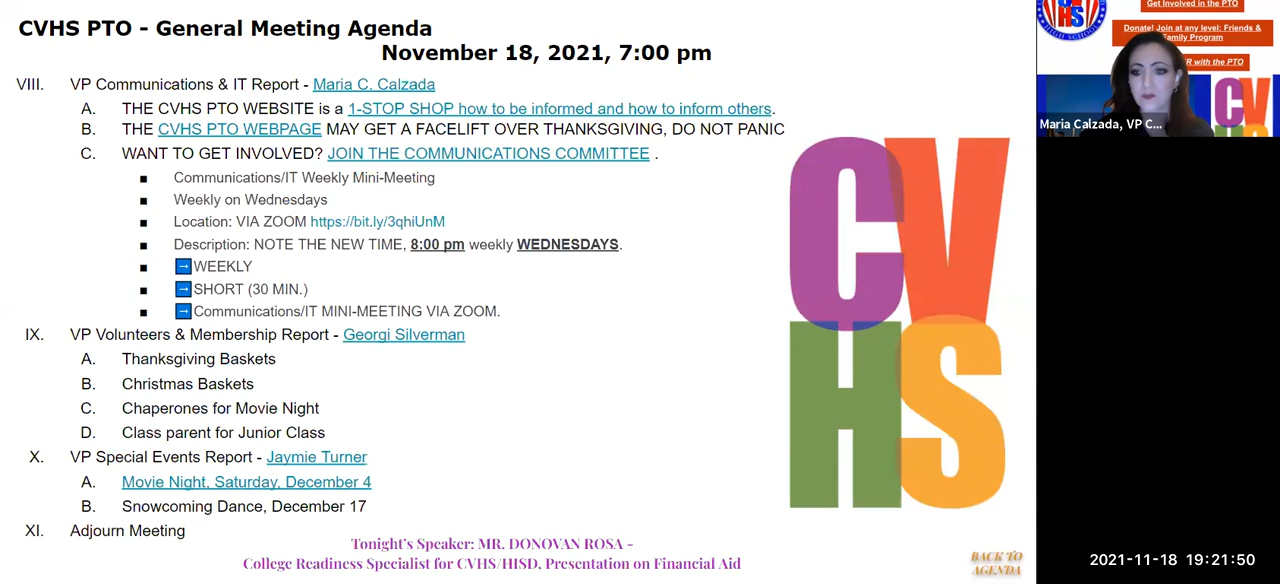 CVHS PTO - General Meeting Agenda
November 18, 2021, 7:00 pm
VIII. VP Communications & IT Report - Maria C. Calzada
A. THE CVHS PTO WEBSITE is a 1-STOP SHOP how to be informed and how to inform others.
B. THE CVHS PTO WEBPAGE MAY GET A FACELIFT OVER THANKSGIVING, DO NOT PANIC
C. WANT TO GET INVOLVED? JOIN THE COMMUNICATIONS COMMITTEE .
■ Communications/IT Weekly Mini-Meeting
■ Weekly on Wednesdays
■ Location: VIA ZOOM https://bit.ly/3qhiUnM
■ Description: NOTE THE NEW TIME, 8:00 pm weekly WEDNESDAYS.
■ ➡WEEKLY
■ ➡SHORT (30 MIN.)
■ ➡Communications/IT MINI-MEETING VIA ZOOM.
IX. VP Volunteers & Membership Report - Georgi Silverman
A. Thanksgiving Baskets
B. Christmas Baskets
C. Chaperones for Movie Night
D. Class parent for Junior Class
X. VP Special Events Report - Jaymie Turner
A. Movie Night, Saturday, December 4
B. Snowcoming Dance, December 17
XI. Adjourn Meeting
Tonight's Speaker: MR. DONOVAN ROSA -
College Readiness Specialist for CVHS/HISD, Presentation on Financial Aid
CV
HS
BACK TO
AGENDA
Get Involved in the PTO
Donate! Join at any level: Friends &
Family Program
with the PTO
HS
HIGH SCHOOL
CV
Maria Calzada, VP C...
2021-11-18 19:21:50